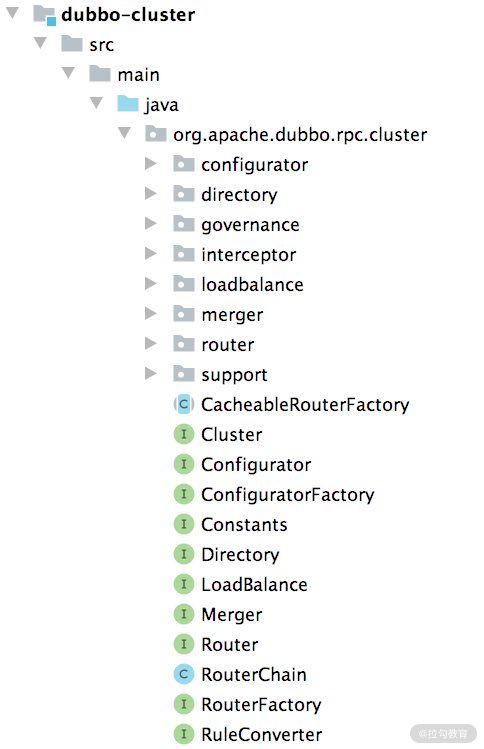 dubbo-cluster
src
main
java
org.apache.dubbo.rpc.cluster
configurator
directory
governance
interceptor
loadbalance
merger
router
support
C CacheableRouterFactory
I Cluster
I Configurator
I ConfiguratorFactory
I Constants
I Directory
I LoadBalance
I Merger
I Router
C RouterChain
I RouterFactory
I RuleConverter
@拉勾教育